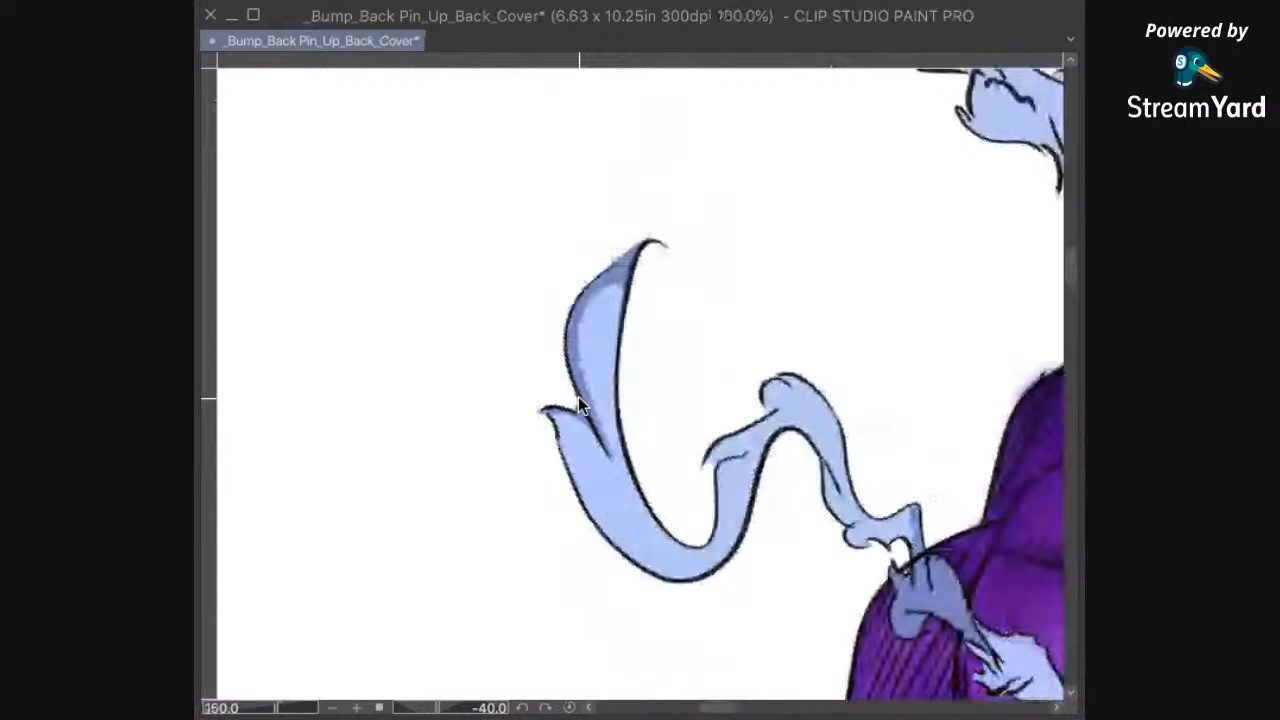 _Bump_Back Pin_Up_Back_Cover* (6.63 x 10.25in 300dpi 160.0%) - CLIP STUDIO PAINT PRO
_Bump_Back Pin_Up_Back_Cover*
Powered by
StreamYard
150.0
-40.0